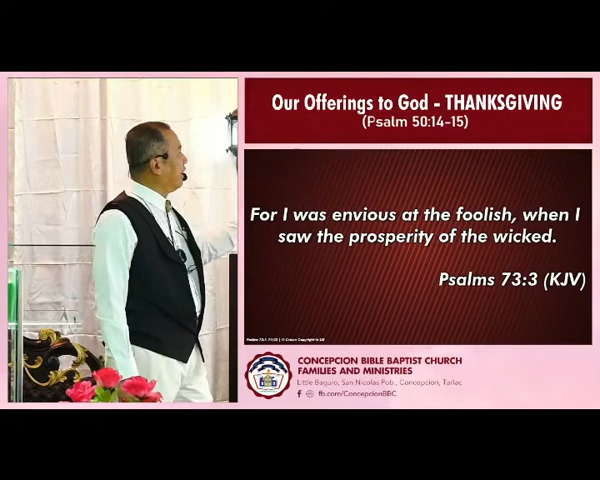 Our Offerings to God - THANKSGIVING
(Psalm 50:14-15)
For I was envious at the foolish, when I
saw the prosperity of the wicked.
Psalms 73:3 (KJV)
CONCEPCION BIBLE BAPTIST CHURCH
FAMILIES AND MINISTRIES
Little Baguio, San Nicolas Pob., Concepcion, Tarlac
fb.com/ConcepcionBBC